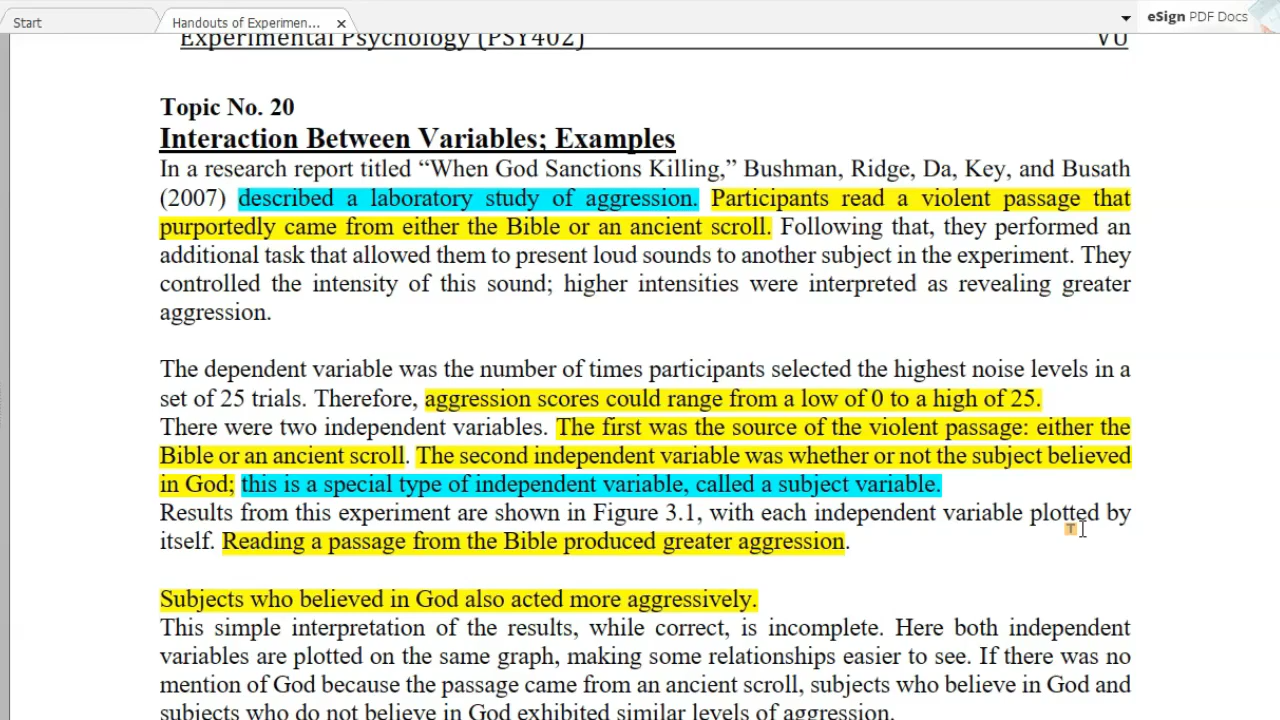 Start
Handouts of Experimen... ×
eSign PDF Docs
Experimental Psychology (PSY402) VU
Topic No. 20
Interaction Between Variables; Examples
In a research report titled “When God Sanctions Killing,” Bushman, Ridge, Da, Key, and Busath
(2007) described a laboratory study of aggression. Participants read a violent passage that
purportedly came from either the Bible or an ancient scroll. Following that, they performed an
additional task that allowed them to present loud sounds to another subject in the experiment. They
controlled the intensity of this sound; higher intensities were interpreted as revealing greater
aggression.
The dependent variable was the number of times participants selected the highest noise levels in a
set of 25 trials. Therefore, aggression scores could range from a low of 0 to a high of 25.
There were two independent variables. The first was the source of the violent passage: either the
Bible or an ancient scroll. The second independent variable was whether or not the subject believed
in God; this is a special type of independent variable, called a subject variable.
Results from this experiment are shown in Figure 3.1, with each independent variable plotted by
itself. Reading a passage from the Bible produced greater aggression.
Subjects who believed in God also acted more aggressively.
This simple interpretation of the results, while correct, is incomplete. Here both independent
variables are plotted on the same graph, making some relationships easier to see. If there was no
mention of God because the passage came from an ancient scroll, subjects who believe in God and
subjects who do not believe in God exhibited similar levels of aggression.